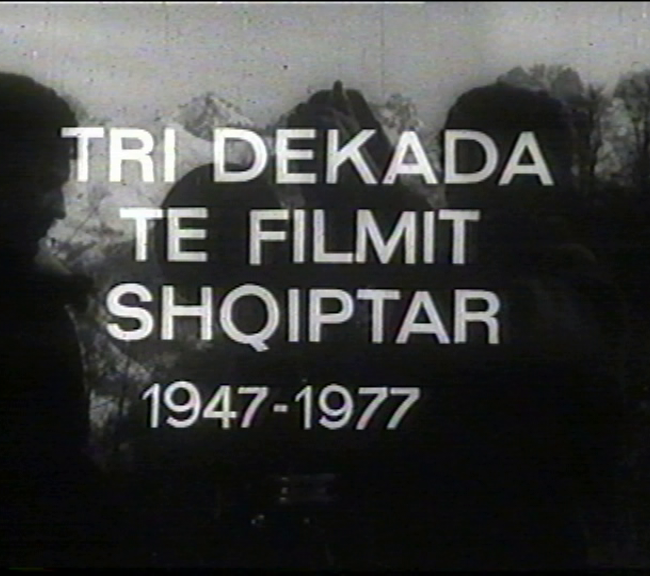 TRI DEKADA
TE FILMIT
SHQIPTAR
1947-1977